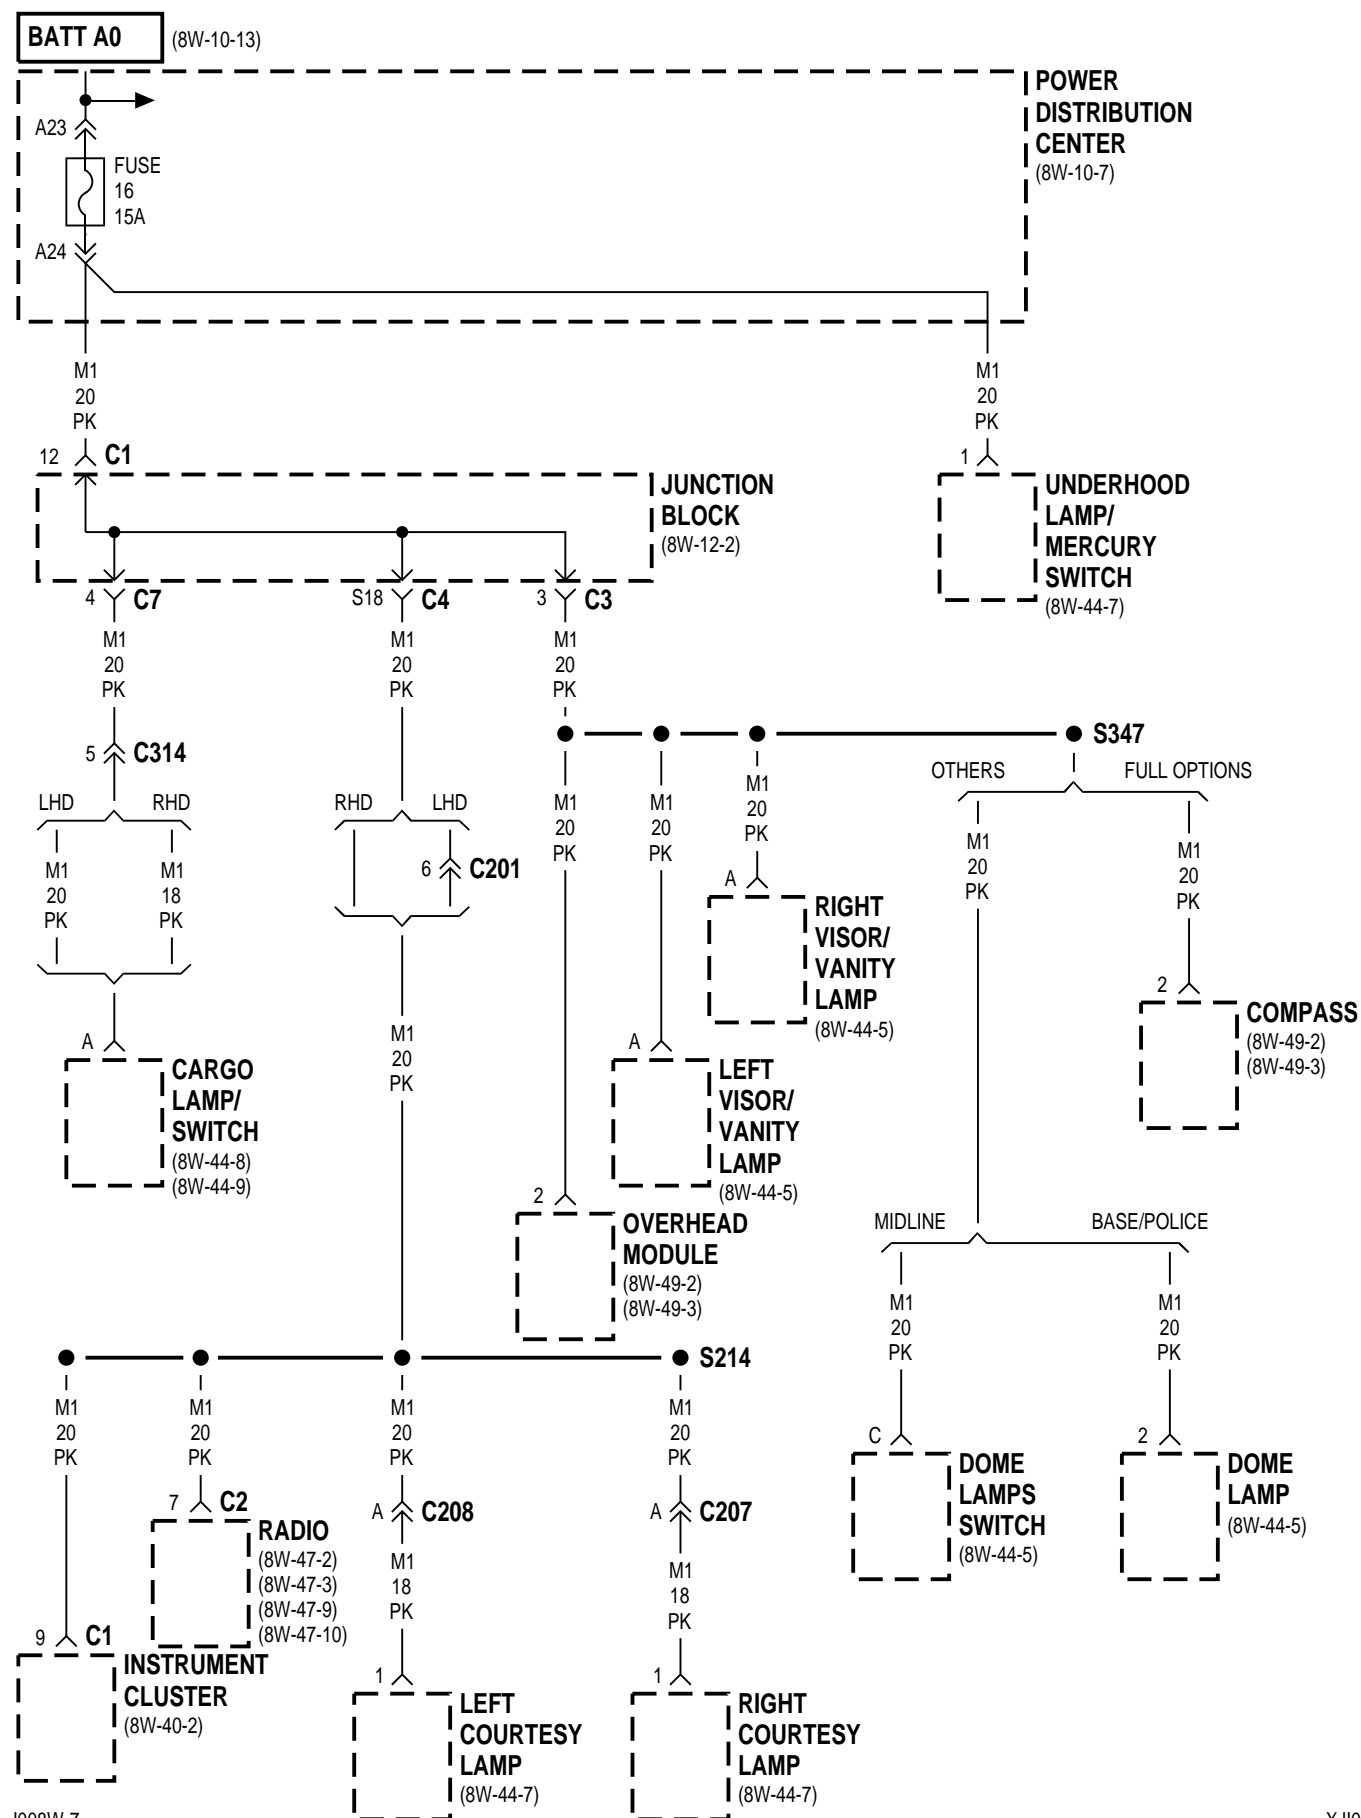 BATT A0 (8W-10-13)
POWER
DISTRIBUTION
CENTER
(8W-10-7)
A23
FUSE
16
15A
A24
M1
20
PK
M1
20
PK
12 C1
1
JUNCTION
BLOCK
(8W-12-2)
UNDERHOOD
LAMP/
MERCURY
SWITCH
(8W-44-7)
4 C7
S18 C4
3 C3
M1
20
PK
M1
20
PK
M1
20
PK
S347
5 C314
OTHERS
FULL OPTIONS
LHD
RHD
RHD
LHD
M1
20
PK
M1
18
PK
6 C201
M1
20
PK
M1
20
PK
M1
20
PK
M1
20
PK
M1
20
PK
A
RIGHT
VISOR/
VANITY
LAMP
(8W-44-5)
2
COMPASS
(8W-49-2)
(8W-49-3)
M1
20
PK
A
CARGO
LAMP/
SWITCH
(8W-44-8)
(8W-44-9)
A
LEFT
VISOR/
VANITY
LAMP
(8W-44-5)
2
OVERHEAD
MODULE
(8W-49-2)
(8W-49-3)
MIDLINE
BASE/POLICE
M1
20
PK
M1
20
PK
S214
M1
20
PK
M1
20
PK
M1
20
PK
M1
20
PK
C
DOME
LAMPS
SWITCH
(8W-44-5)
2
DOME
LAMP
(8W-44-5)
7 C2
RADIO
(8W-47-2)
(8W-47-3)
(8W-47-9)
(8W-47-10)
A C208
A C207
M1
18
PK
M1
18
PK
9 C1
INSTRUMENT
CLUSTER
(8W-40-2)
1
LEFT
COURTESY
LAMP
(8W-44-7)
1
RIGHT
COURTESY
LAMP
(8W-44-7)